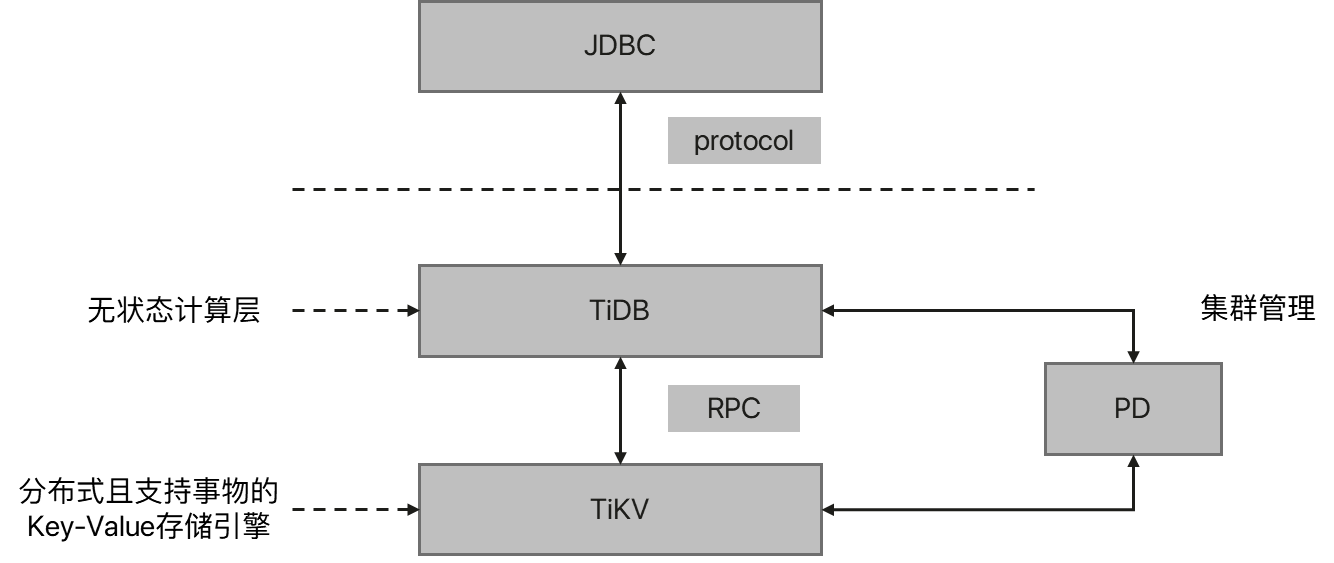 JDBC
protocol
无状态计算层
TiDB
集群管理
RPC
PD
分布式且支持事物的
Key-Value存储引擎
TiKV